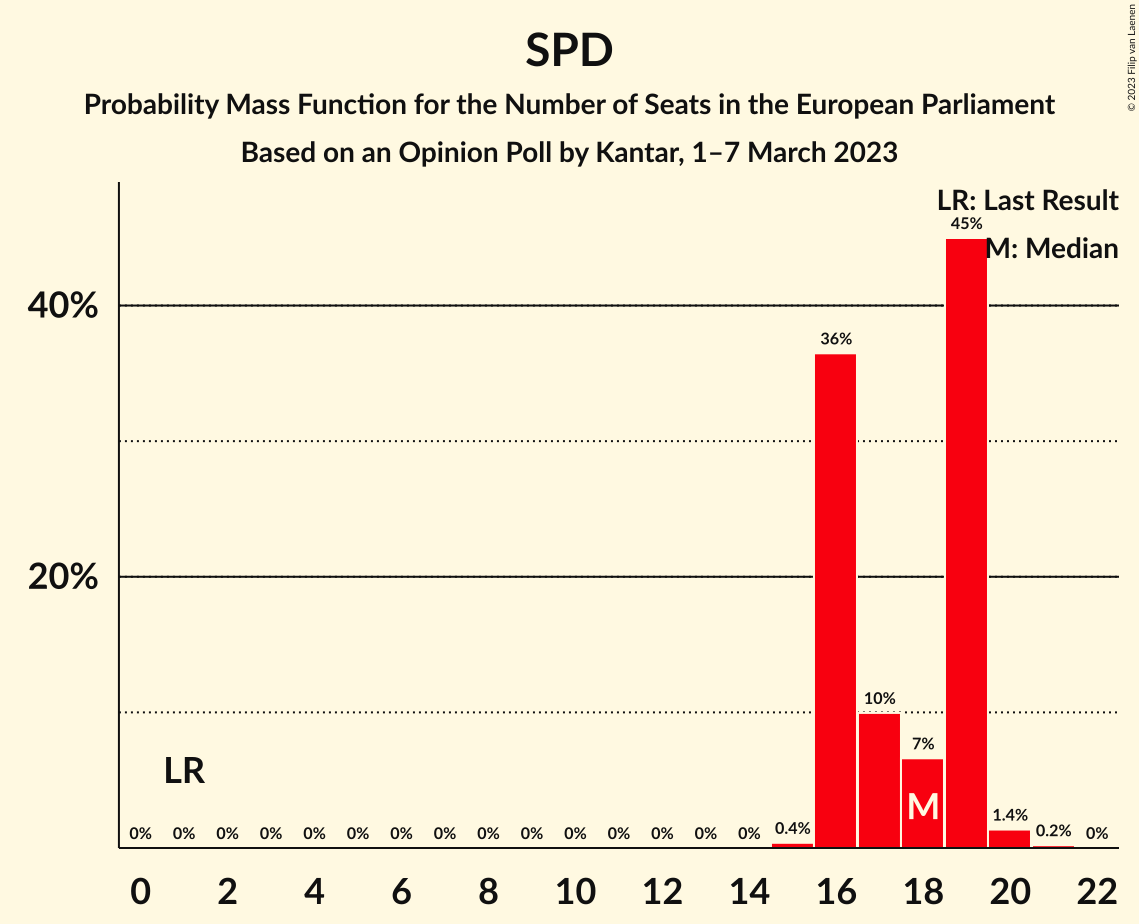 SPD
Probability Mass Function for the Number of Seats in the European Parliament
Based on an Opinion Poll by Kantar, 1–7 March 2023
© 2023 Filip van Laenen
LR: Last Result
45%
M: Median
40%
36%
20%
10%
7%
LR
M
1.4%
0% 0% 0% 0% 0% 0% 0% 0% 0% 0% 0% 0% 0% 0% 0% 0.4% 0.2% 0%
0 2 4 6 8 10 12 14 16 18 20 22